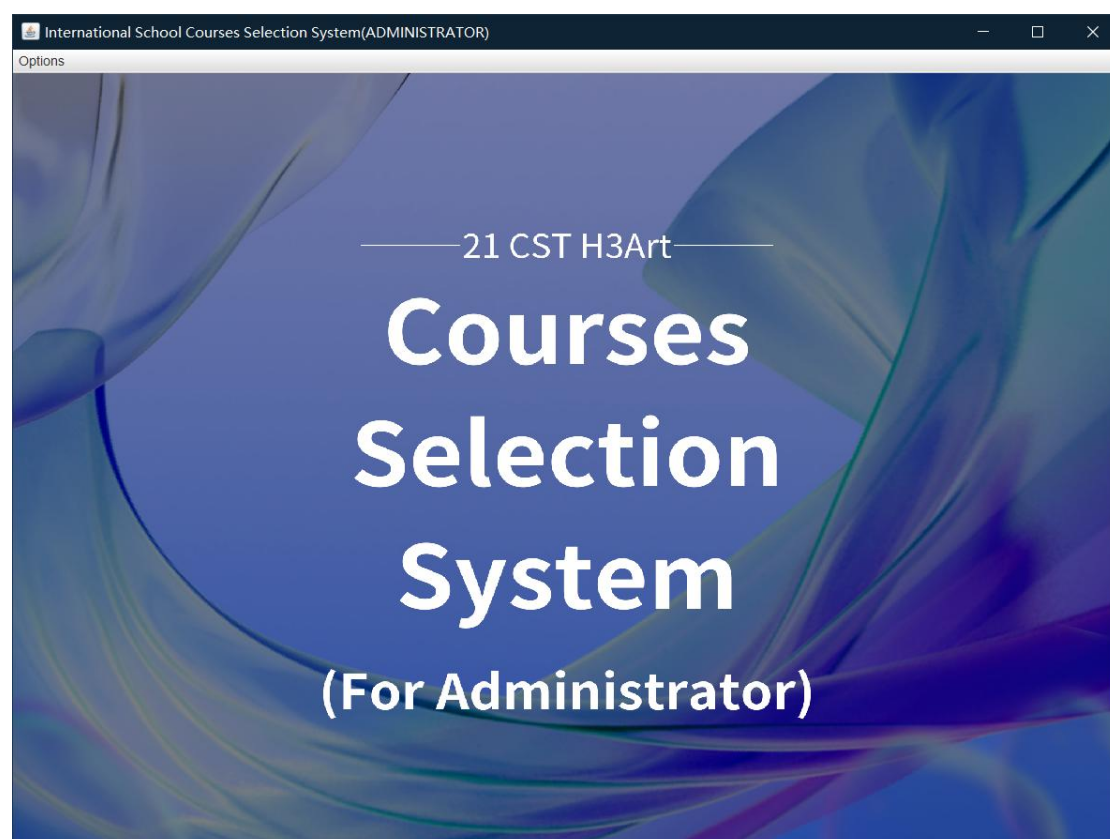 International School Courses Selection System(ADMINISTRATOR)
Options
21 CST H3Art
Courses
Selection
System
(For Administrator)